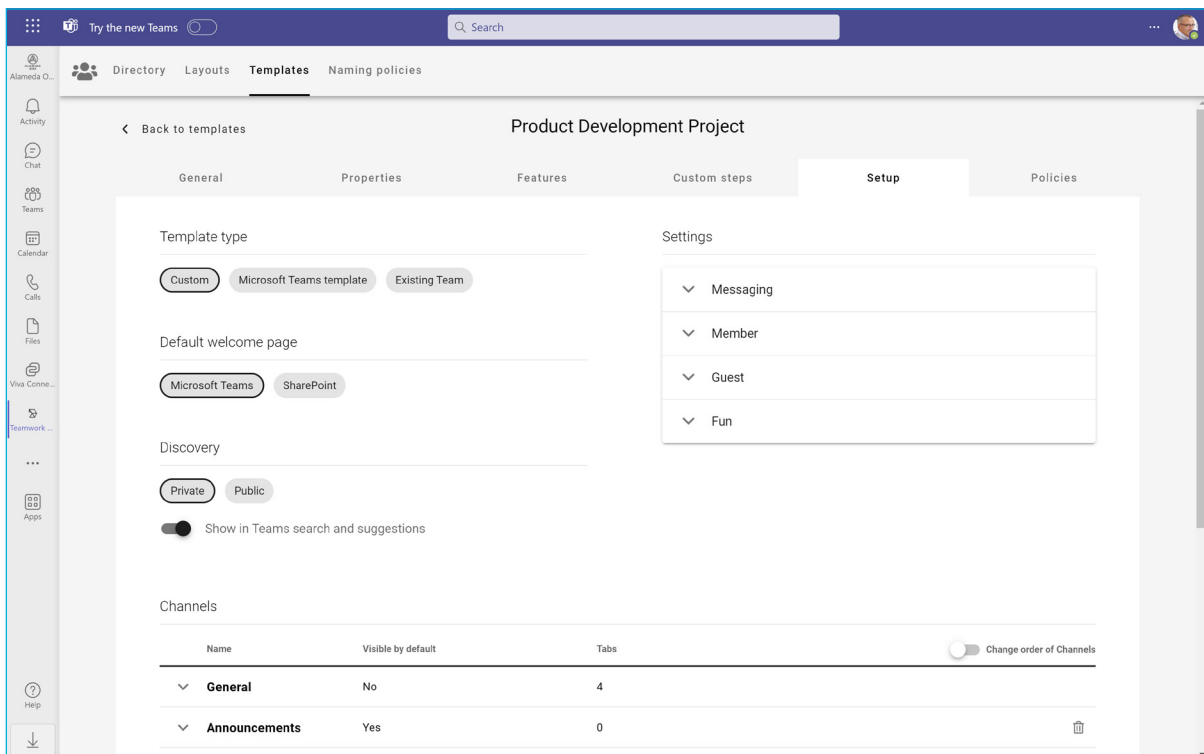 Try the new Teams
Search
Alameda O...
Activity
Chat
Teams
Calendar
Calls
Files
Viva Conne...
Teamwork ...
Apps
Help
Directory Layouts Templates Naming policies
Back to templates
Product Development Project
General Properties Features Custom steps Setup Policies
Template type
Custom Microsoft Teams template Existing Team
Default welcome page
Microsoft Teams SharePoint
Discovery
Private Public
Show in Teams search and suggestions
Settings
Messaging
Member
Guest
Fun
Channels
Name Visible by default Tabs Change order of Channels
General No 4
Announcements Yes 0